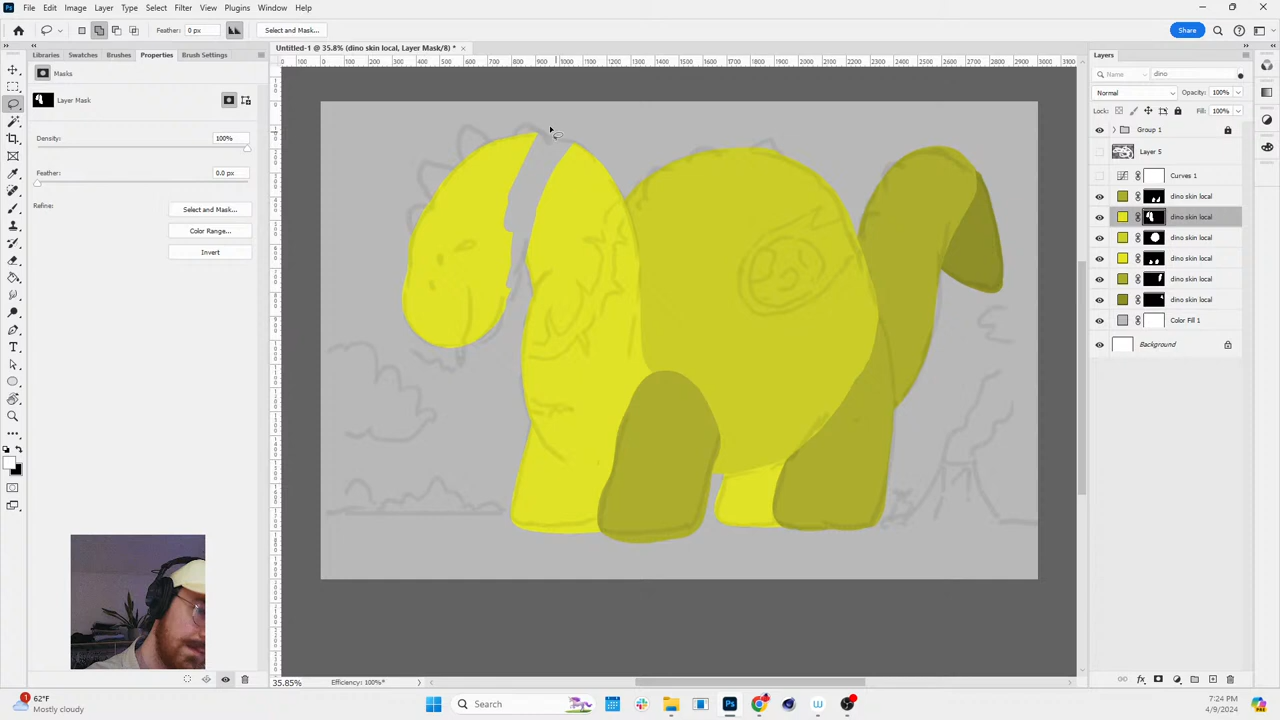 File Edit Image Layer Type Select Filter View Plugins Window Help
Feather: 0 px Select and Mask... Share
Untitled-1 @ 35.8% (dino skin local, Layer Mask/8) *
Libraries Swatches Brushes Properties Brush Settings
Masks
Layer Mask
Density: 100%
Feather: 0.0 px
Refine: Select and Mask...
Color Range...
Invert
Layers
Name dino
Normal Opacity: 100%
Lock: Fill: 100%
Group 1
Layer 5
Curves 1
dino skin local
dino skin local
dino skin local
dino skin local
dino skin local
dino skin local
Color Fill 1
Background
35.85% Efficiency: 100%*
62°F
Mostly cloudy
Search
7:24 PM
4/9/2024